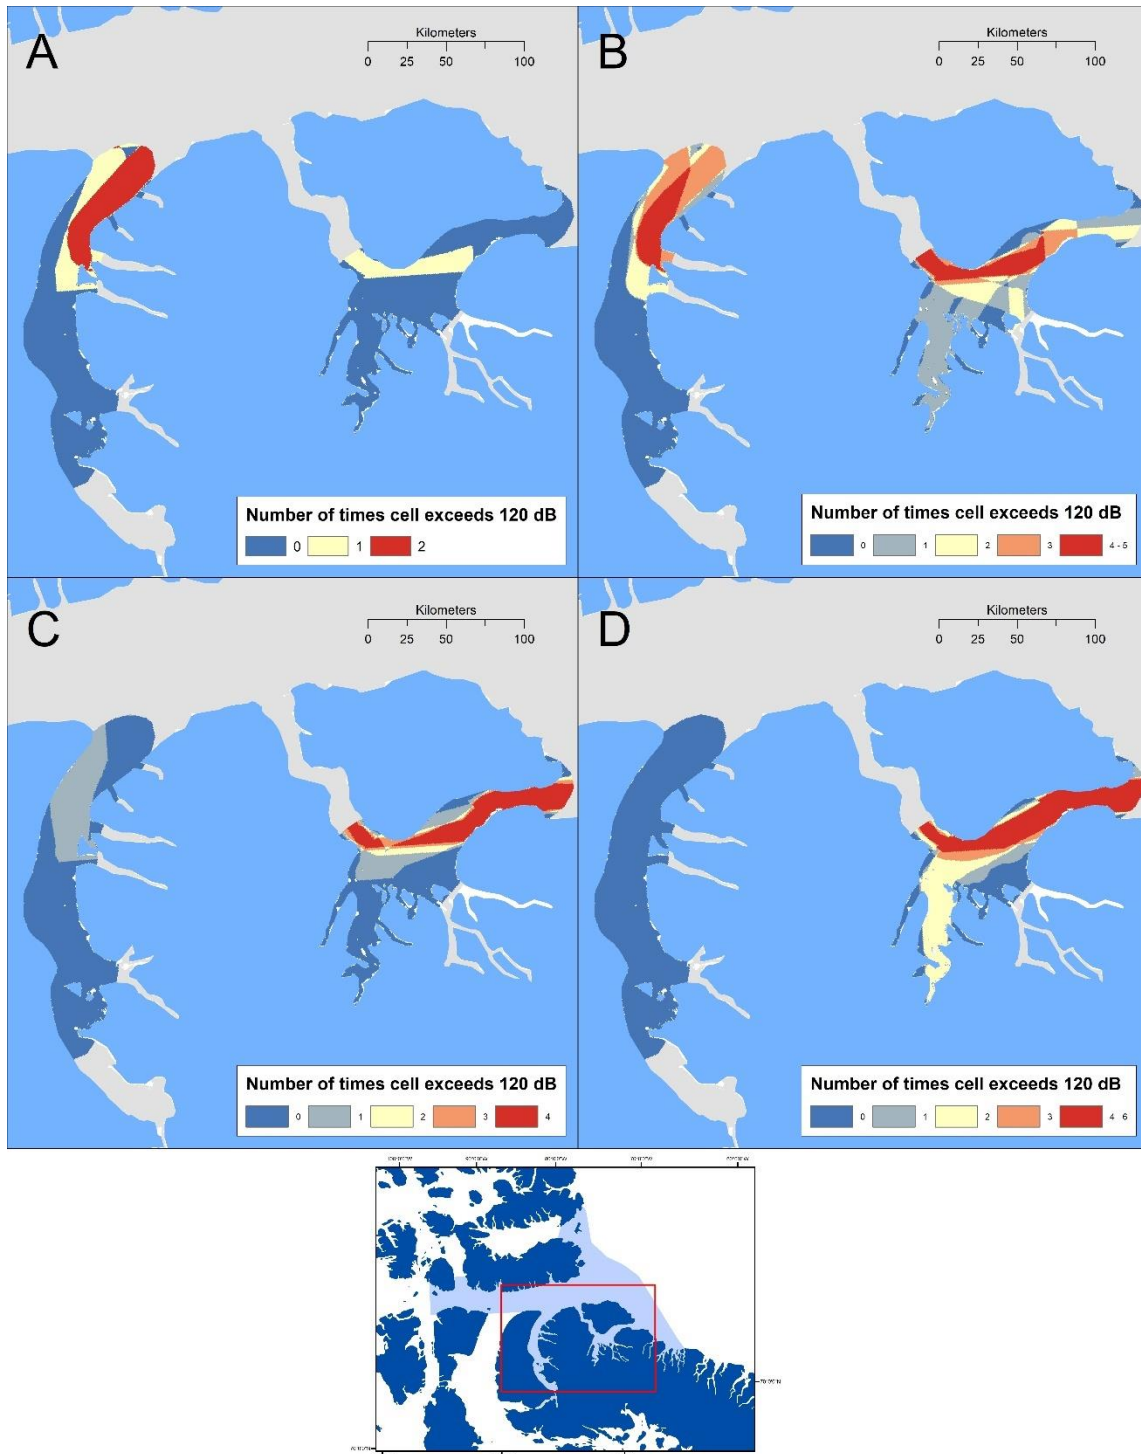 A
Kilometers
0 25 50 100
Number of times cell exceeds 120 dB
0 1 2
B
Kilometers
0 25 50 100
Number of times cell exceeds 120 dB
0 1 2 3 4 - 5
C
Kilometers
0 25 50 100
Number of times cell exceeds 120 dB
0 1 2 3 4
D
Kilometers
0 25 50 100
Number of times cell exceeds 120 dB
0 1 2 3 4 - 6